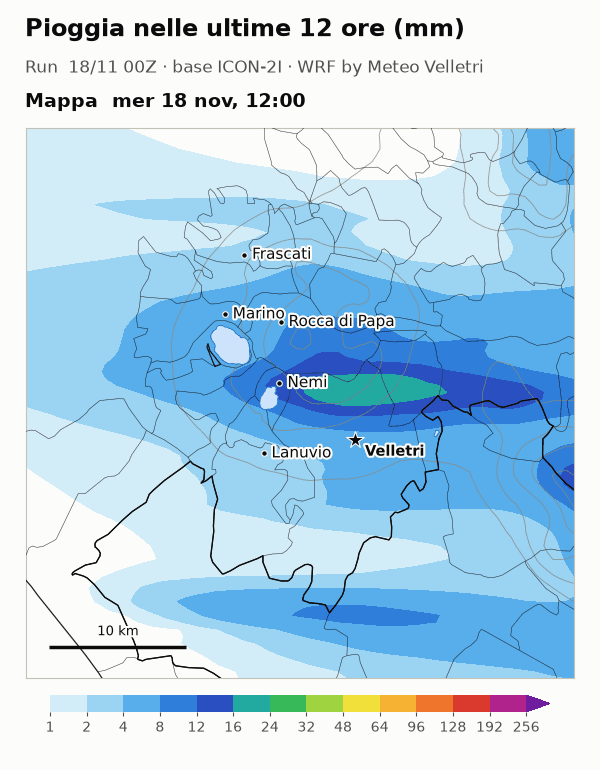 Pioggia nelle ultime 12 ore (mm)
Run  18/11 00Z · base ICON-2I · WRF by Meteo Velletri
Mappa  mer 18 nov, 12:00
Frascati
Marino
Rocca di Papa
Nemi
Velletri
Lanuvio
10 km
1 2 4 8 12 16 24 32 48 64 96 128 192 256